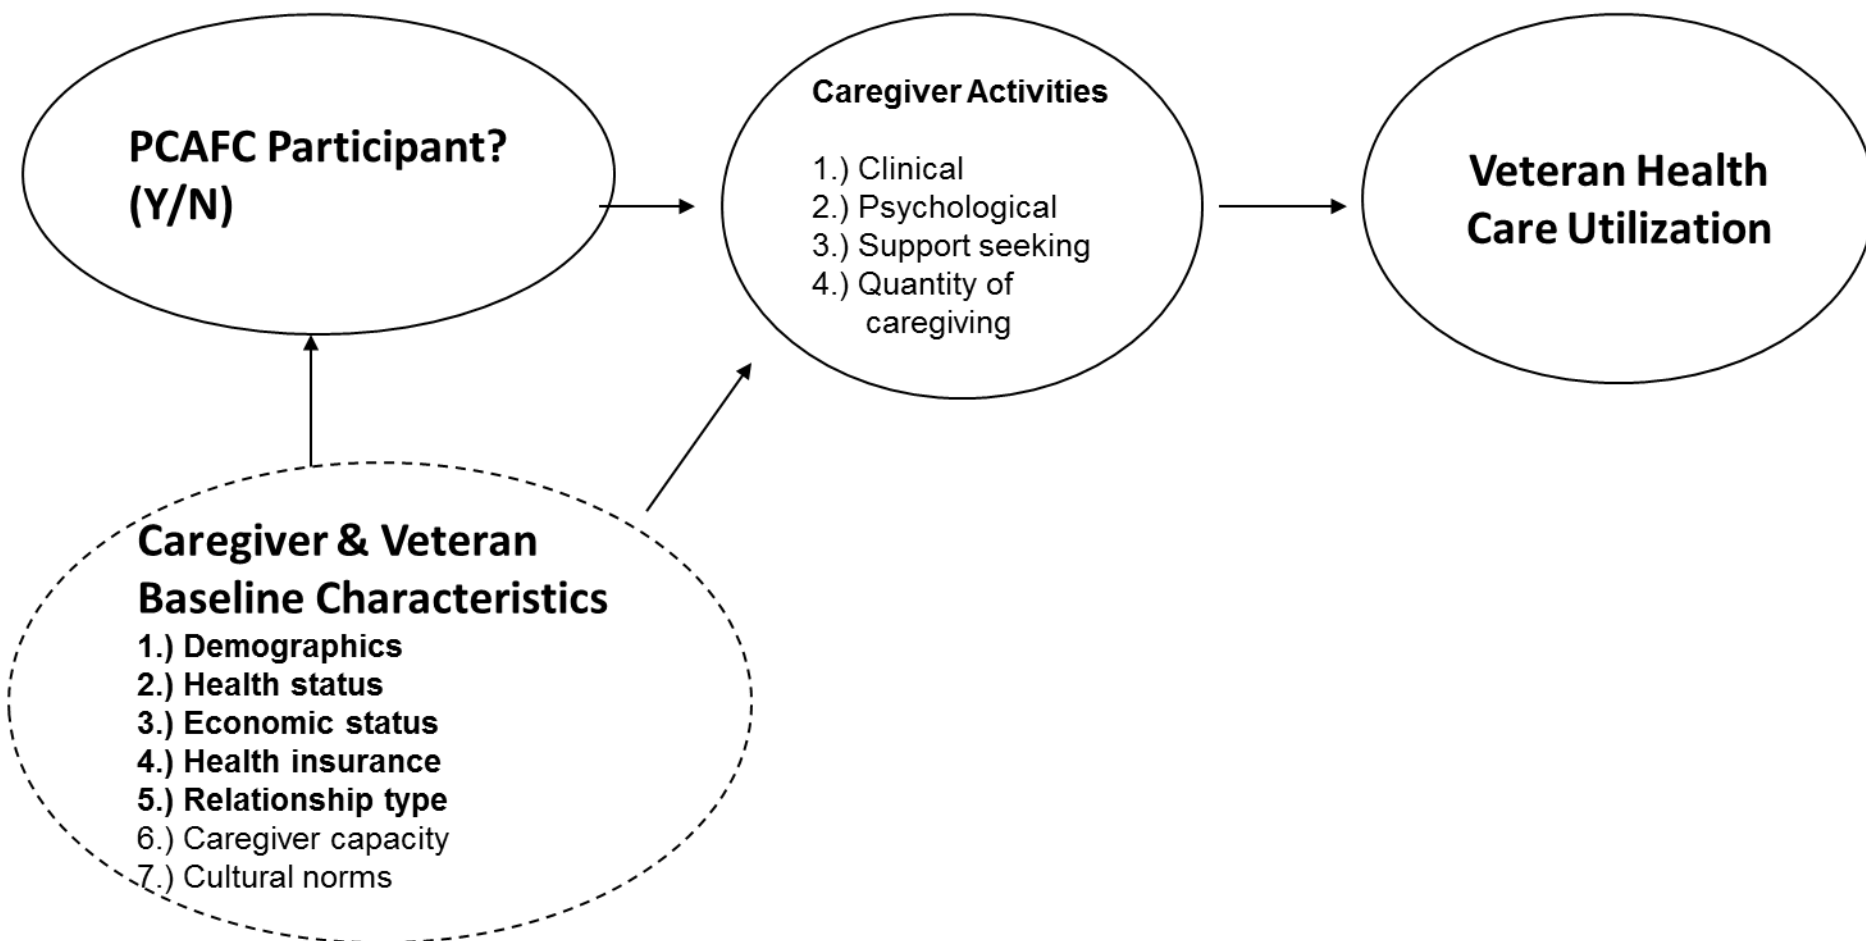 PCAFC Participant?
(Y/N)
Caregiver Activities
1.) Clinical
2.) Psychological
3.) Support seeking
4.) Quantity of
caregiving
Veteran Health
Care Utilization
Caregiver & Veteran
Baseline Characteristics
1.) Demographics
2.) Health status
3.) Economic status
4.) Health insurance
5.) Relationship type
6.) Caregiver capacity
7.) Cultural norms